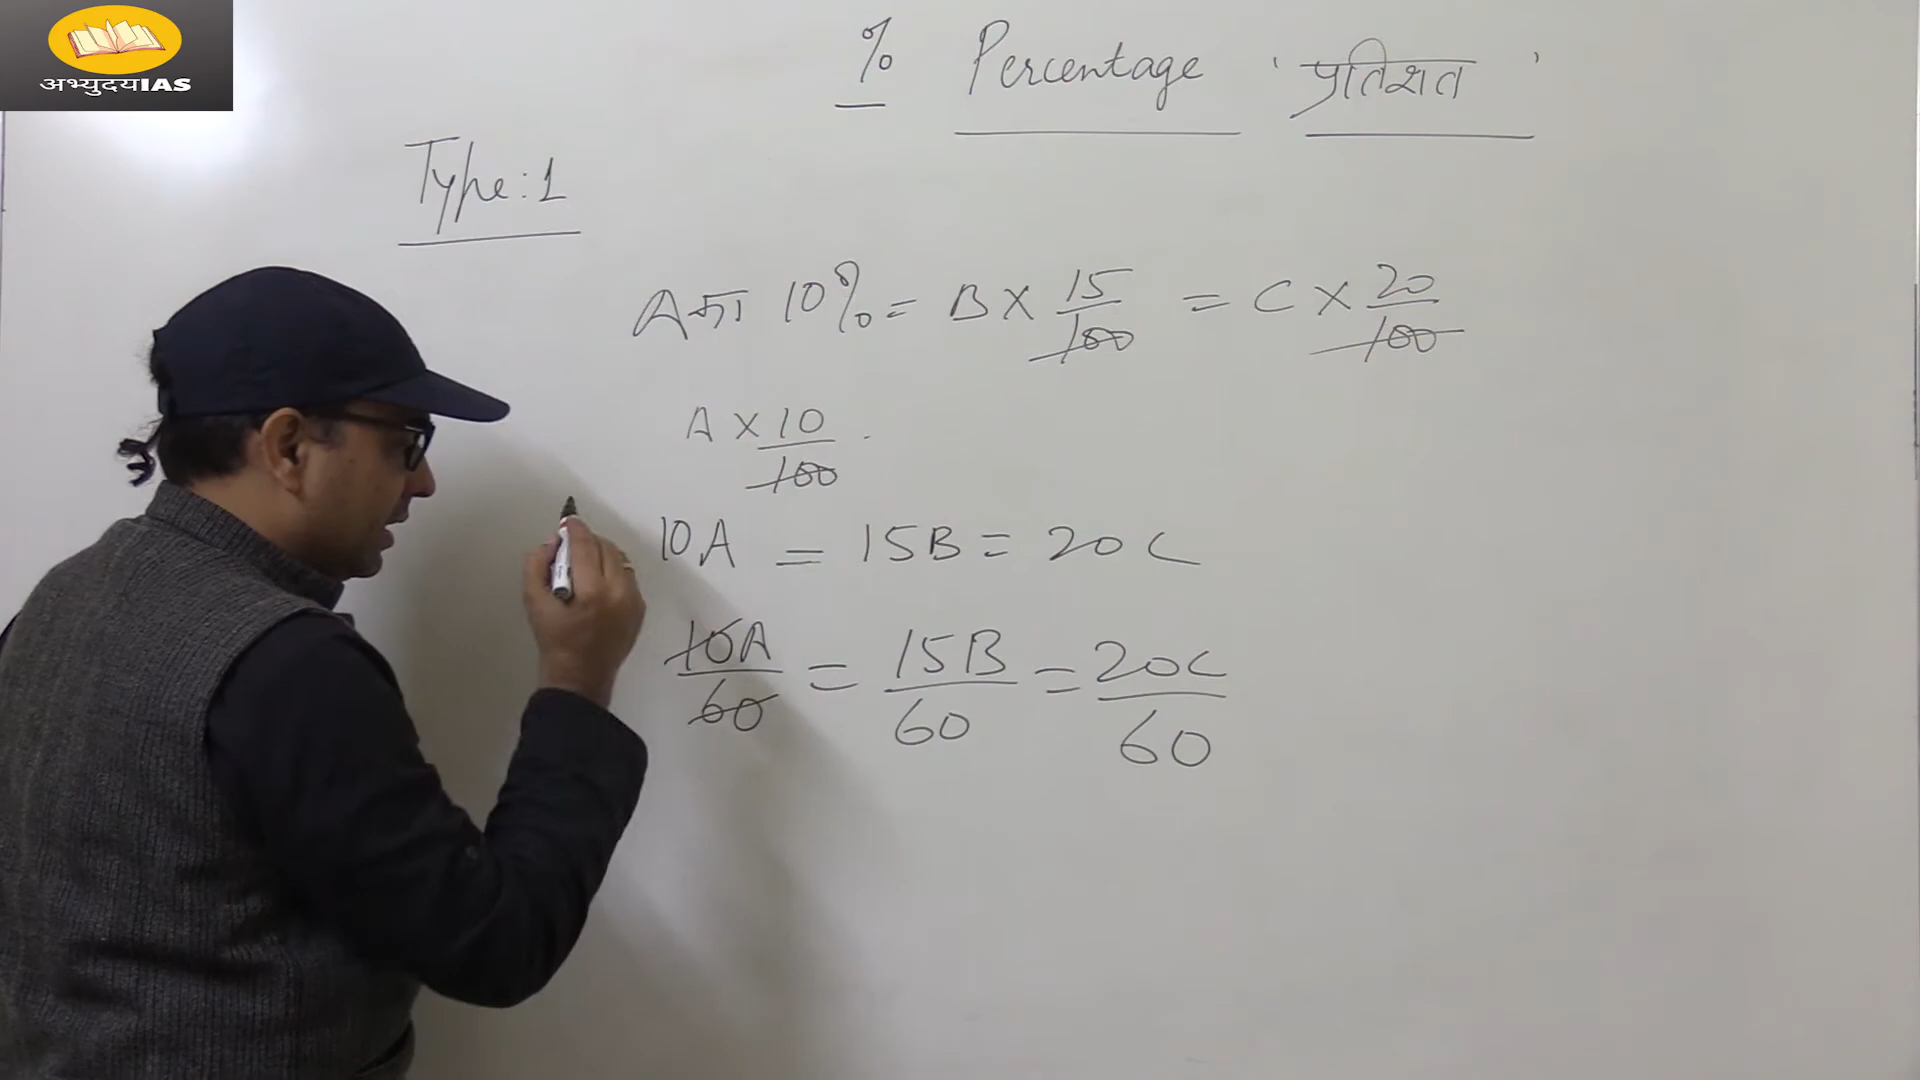 अभ्युदयIAS
% Percentage 'प्रतिशत'
Type:1
A का 10% = B × 15/100 = C × 20/100
A × 10/100
10A = 15B = 20C
10A/60 = 15B/60 = 20C/60